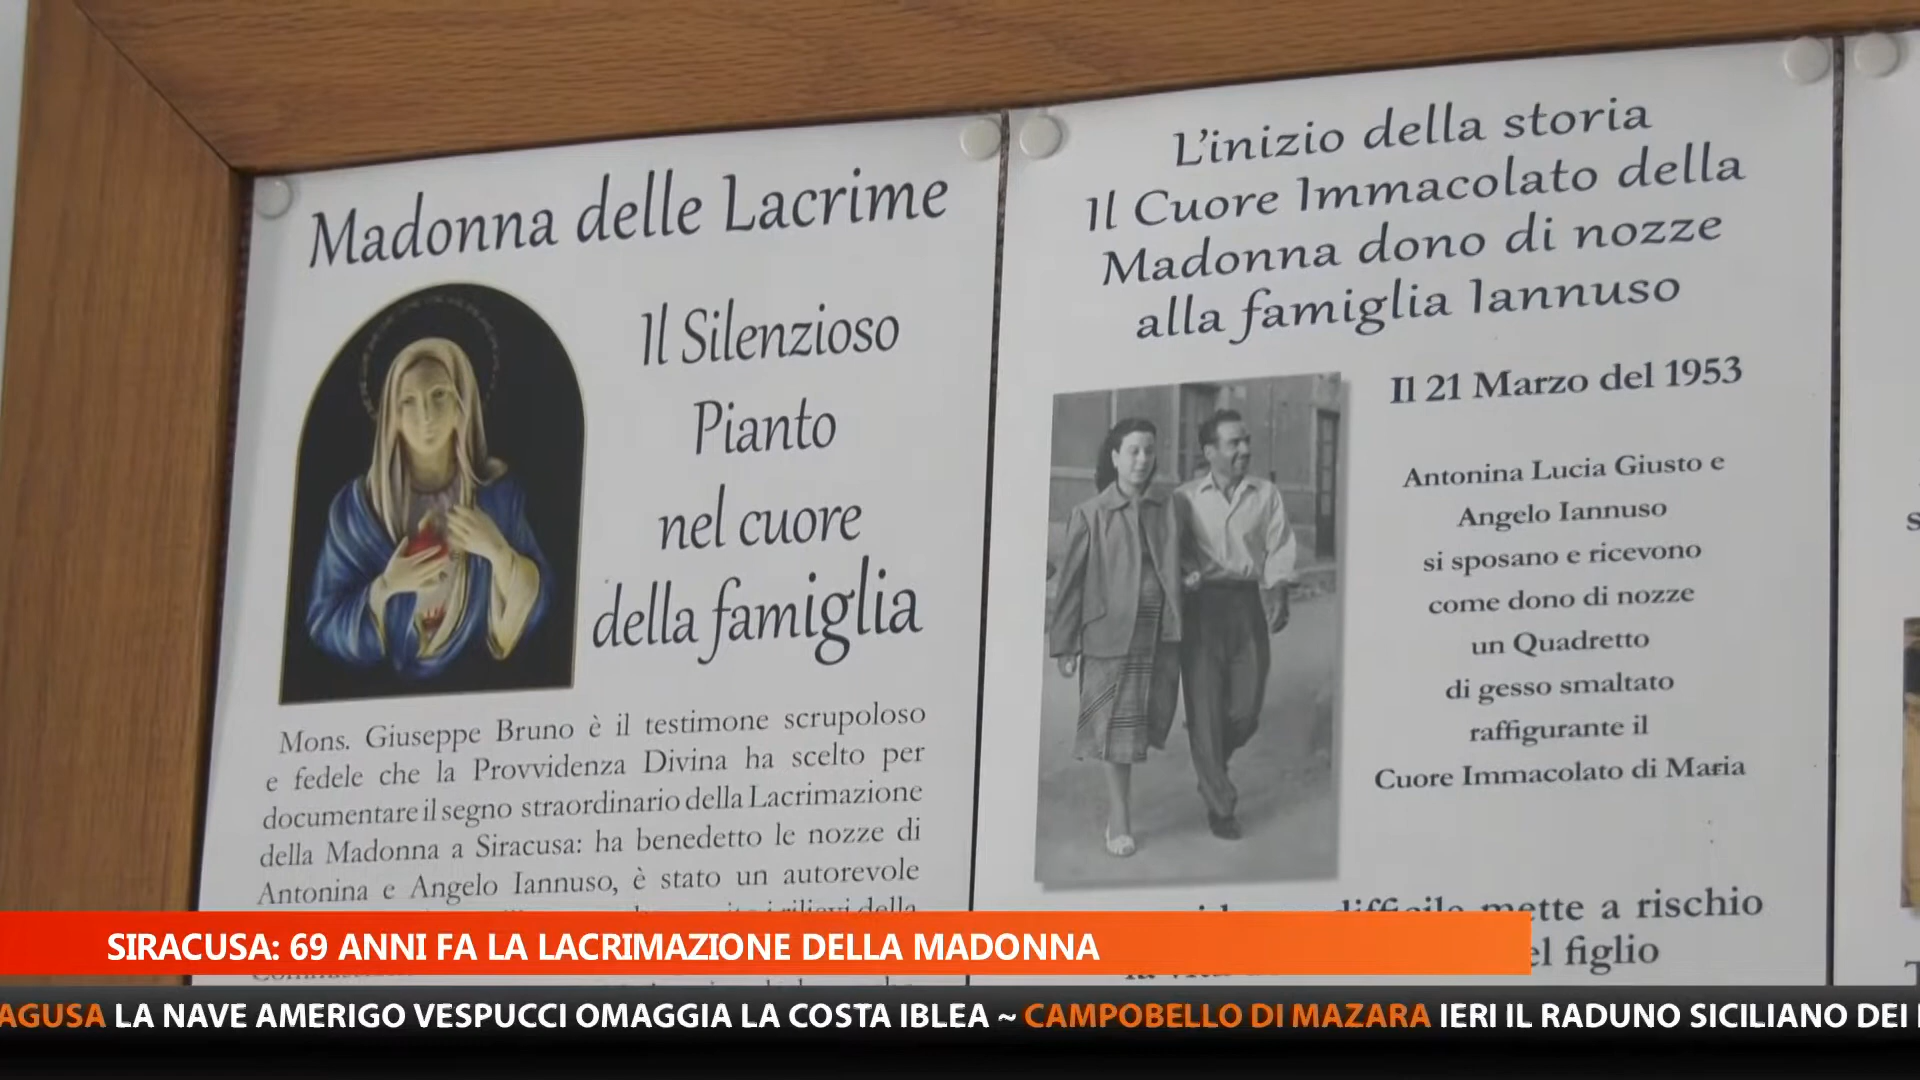 Madonna delle Lacrime
Il Silenzioso
Pianto
nel cuore
della famiglia
Mons. Giuseppe Bruno è il testimone scrupoloso
e fedele che la Provvidenza Divina ha scelto per
documentare il segno straordinario della Lacrimazione
della Madonna a Siracusa: ha benedetto le nozze di
Antonina e Angelo Iannuso, è stato un autorevole
L'inizio della storia
Il Cuore Immacolato della
Madonna dono di nozze
alla famiglia Iannuso
Il 21 Marzo del 1953
Antonina Lucia Giusto e
Angelo Iannuso
si sposano e ricevono
come dono di nozze
un Quadretto
di gesso smaltato
raffigurante il
Cuore Immacolato di Maria
difficile mette a rischio
el figlio
SIRACUSA: 69 ANNI FA LA LACRIMAZIONE DELLA MADONNA
AGUSA LA NAVE AMERIGO VESPUCCI OMAGGIA LA COSTA IBLEA ~ CAMPOBELLO DI MAZARA IERI IL RADUNO SICILIANO DEI